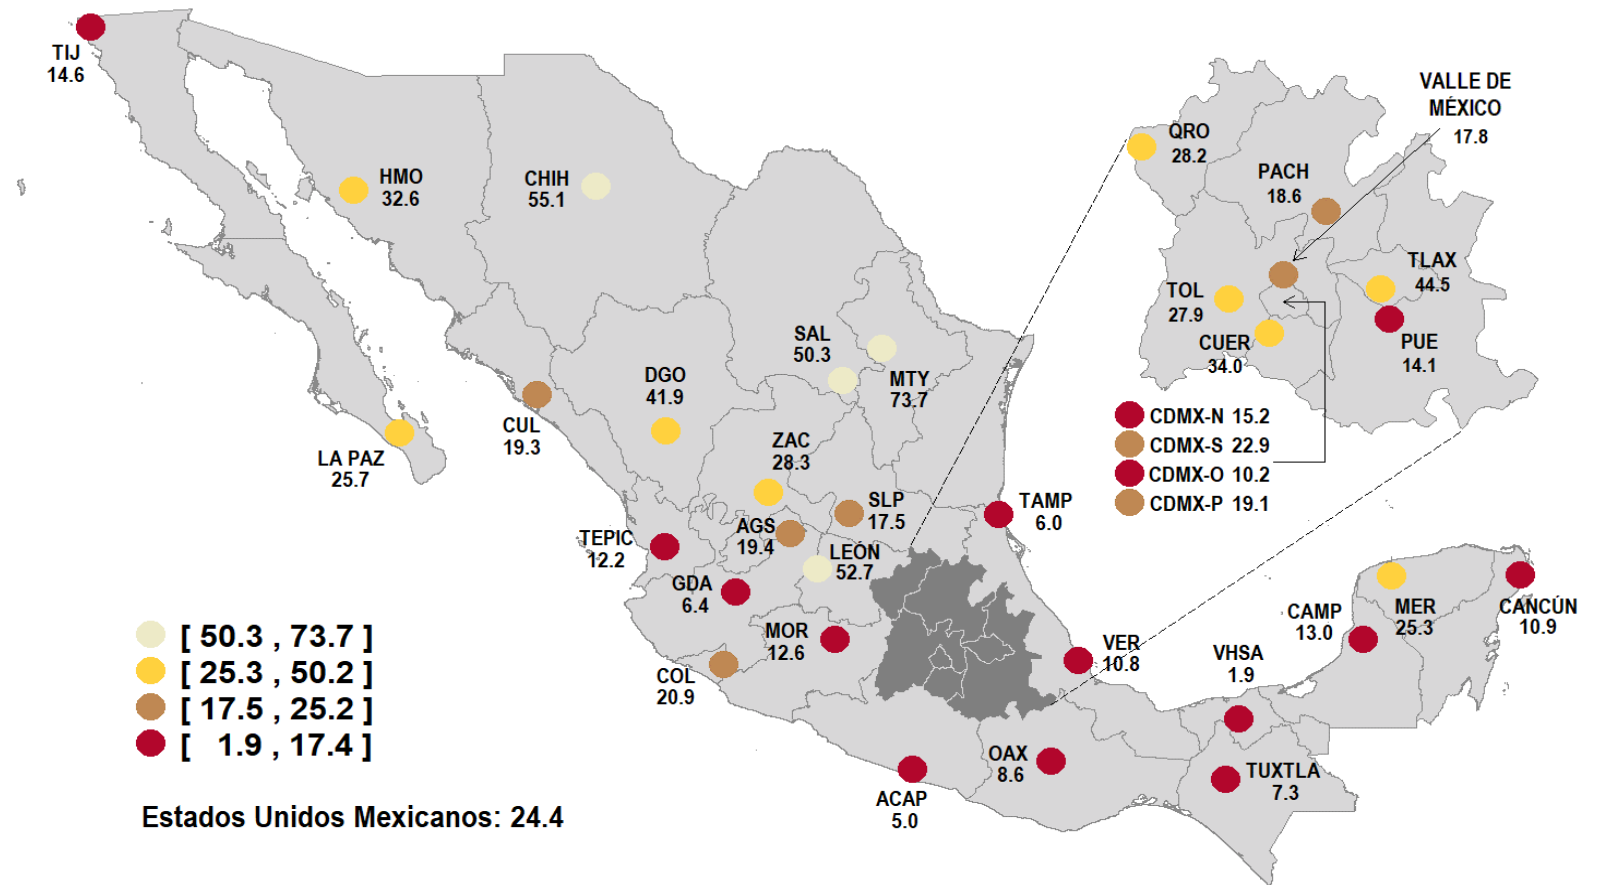 TIJ
14.6
HMO
32.6
CHIH
55.1
LA PAZ
25.7
CUL
19.3
DGO
41.9
SAL
50.3
MTY
73.7
ZAC
28.3
SLP
17.5
AGS
19.4
LEÓN
52.7
TEPIC
12.2
GDA
6.4
MOR
12.6
COL
20.9
TAMP
6.0
VER
10.8
ACAP
5.0
OAX
8.6
VHSA
1.9
TUXTLA
7.3
CAMP
13.0
MER
25.3
CANCÚN
10.9
VALLE DE
MÉXICO
17.8
QRO
28.2
PACH
18.6
TLAX
44.5
TOL
27.9
CUER
34.0
PUE
14.1
CDMX-N 15.2
CDMX-S 22.9
CDMX-O 10.2
CDMX-P 19.1
[ 50.3 , 73.7 ]
[ 25.3 , 50.2 ]
[ 17.5 , 25.2 ]
[ 1.9 , 17.4 ]
Estados Unidos Mexicanos: 24.4